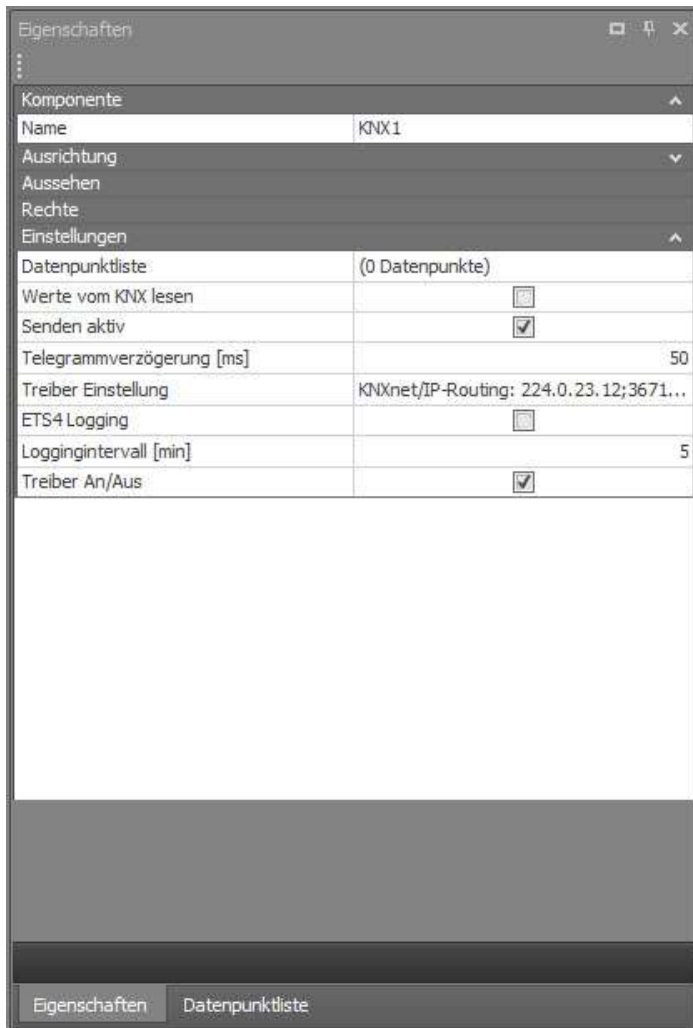 Eigenschaften
Komponente
Name KNX1
Ausrichtung
Aussehen
Rechte
Einstellungen
Datenpunktliste (0 Datenpunkte)
Werte vom KNX lesen
Senden aktiv
Telegrammverzögerung [ms] 50
Treiber Einstellung KNXnet/IP-Routing: 224.0.23.12;3671...
ETS4 Logging
Loggingintervall [min] 5
Treiber An/Aus
Eigenschaften Datenpunktliste